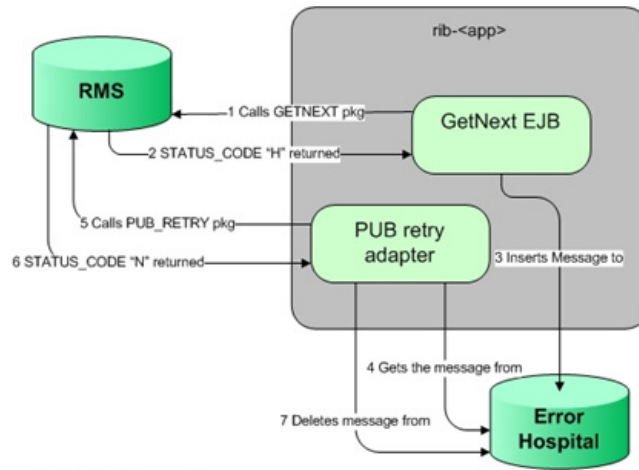 rib-<app>
RMS
1 Calls GETNEXT pkg
GetNext EJB
2 STATUS_CODE "H" returned
5 Calls PUB_RETRY pkg
PUB retry
adapter
6 STATUS_CODE "N" returned
3 Inserts Message to
4 Gets the message from
7 Deletes message from
Error
Hospital